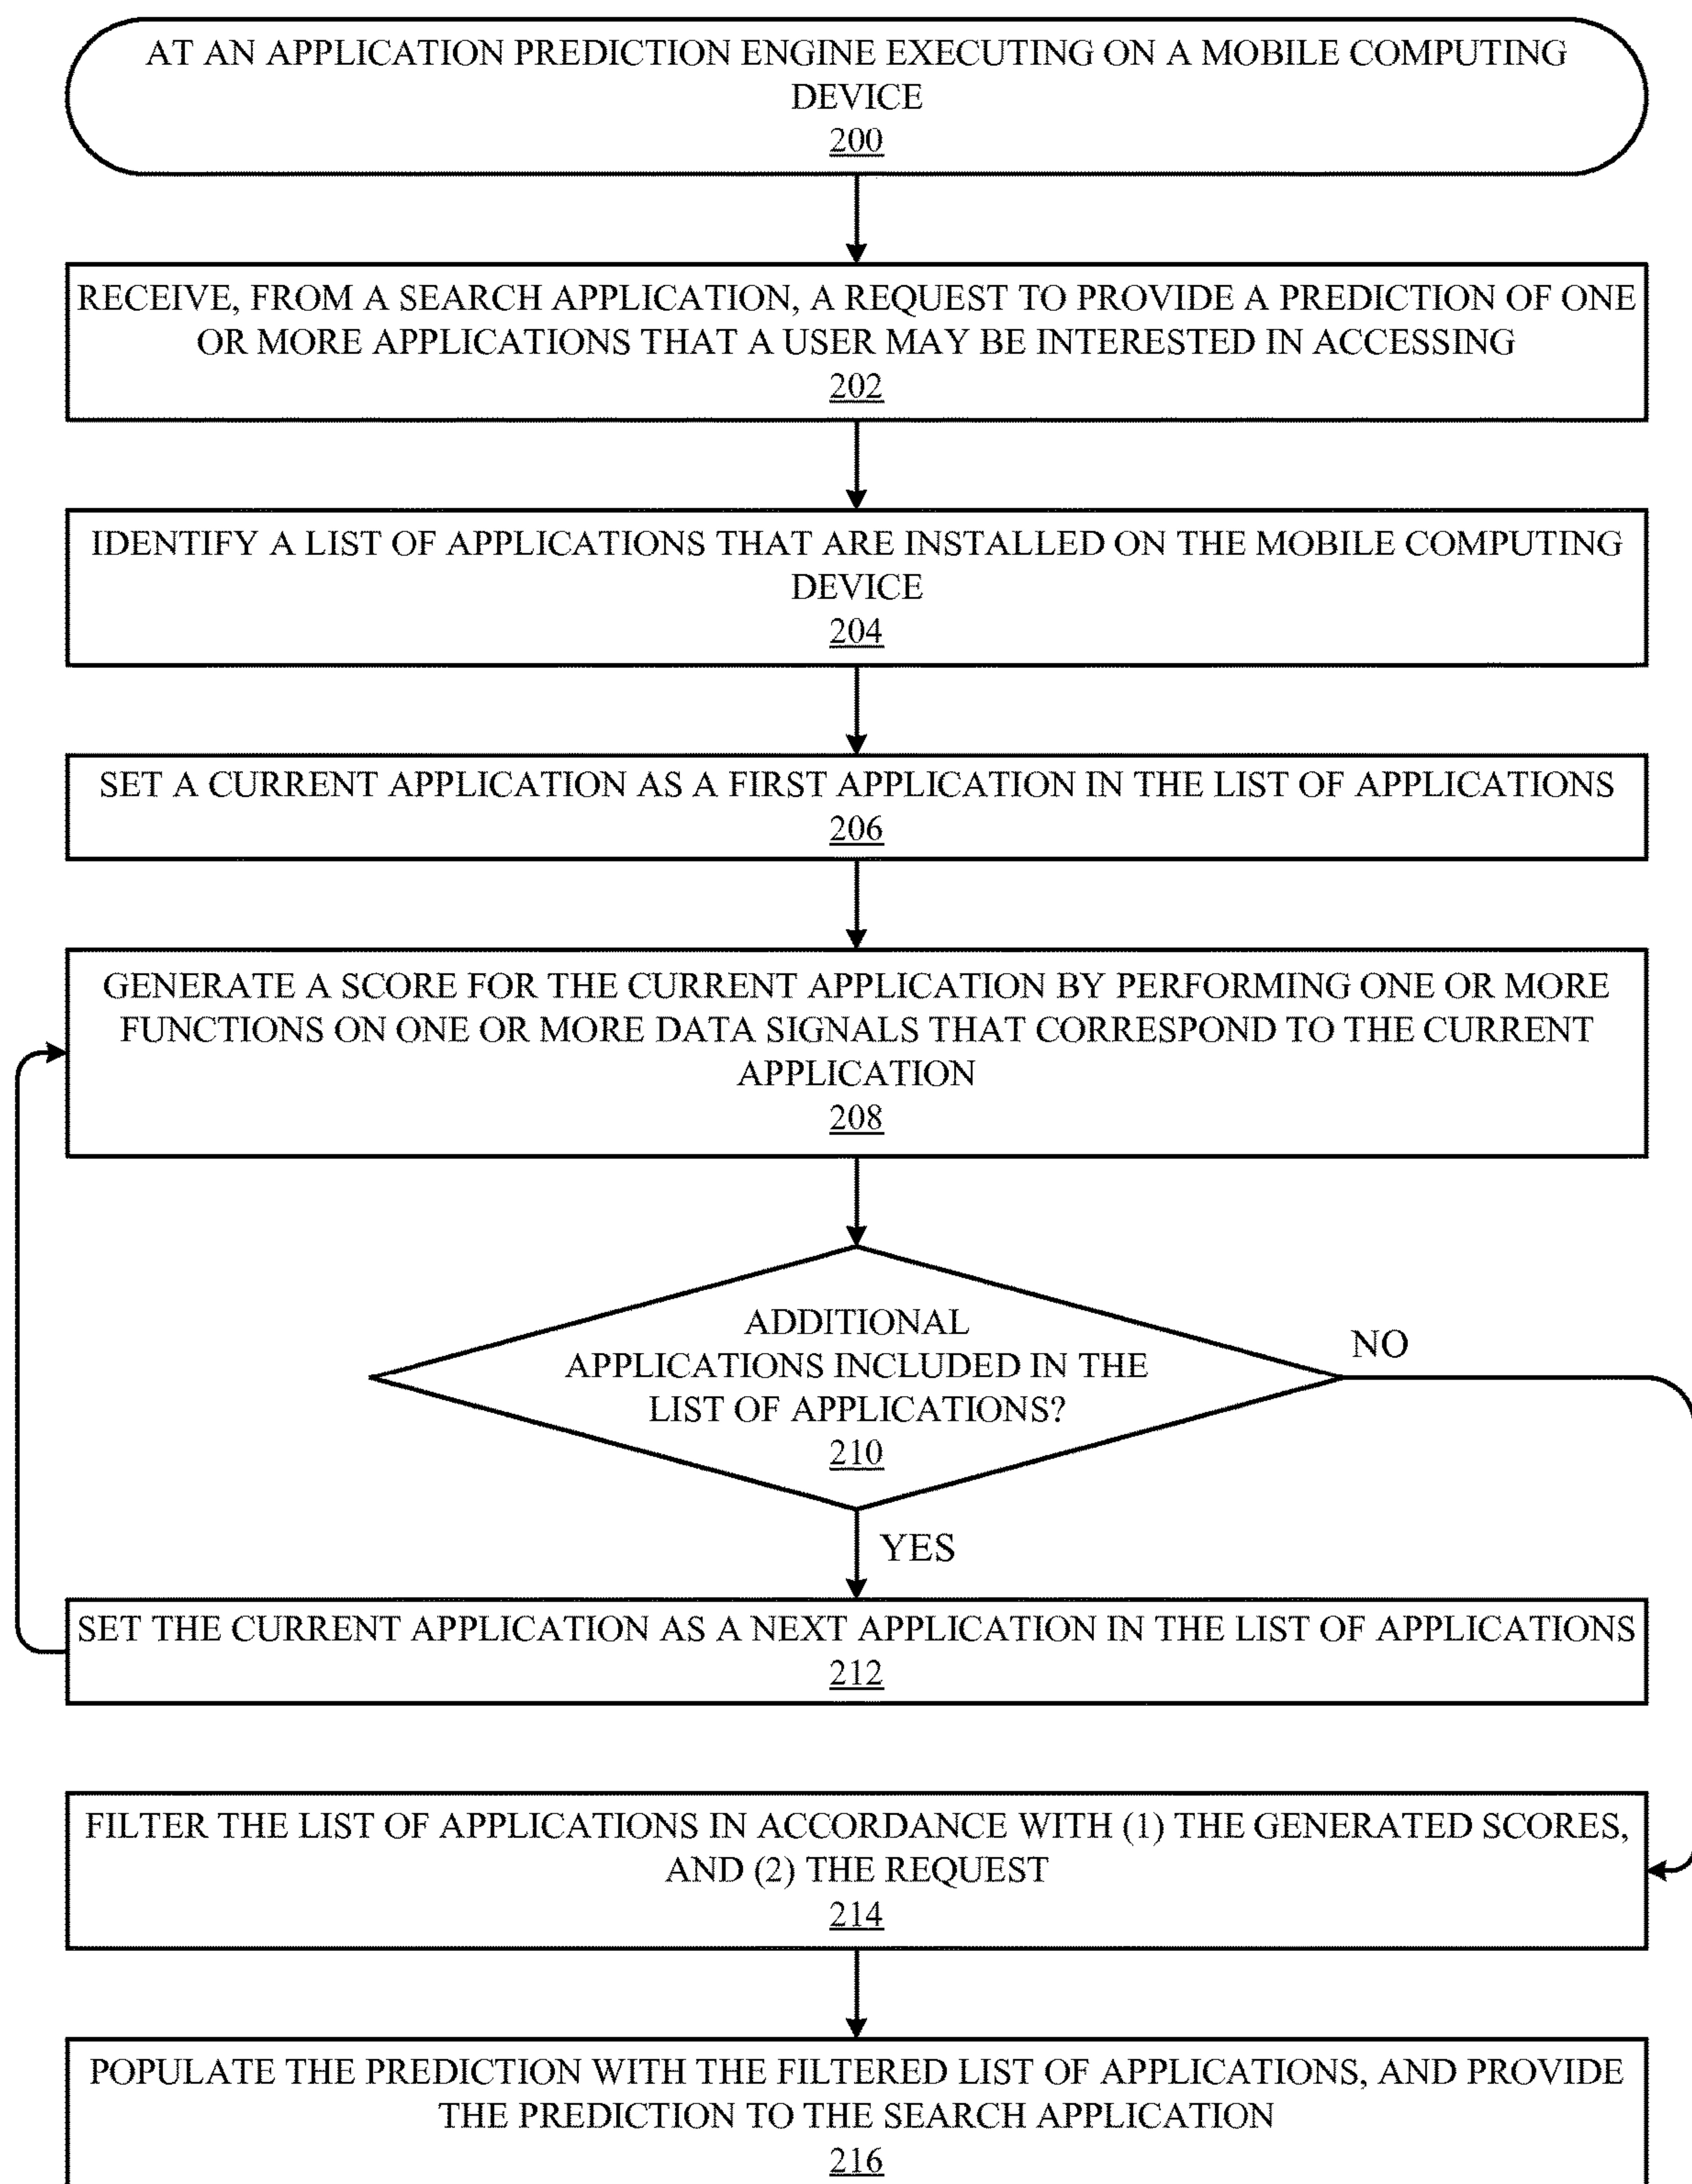 AT AN APPLICATION PREDICTION ENGINE EXECUTING ON A MOBILE COMPUTING
DEVICE
200
RECEIVE, FROM A SEARCH APPLICATION, A REQUEST TO PROVIDE A PREDICTION OF ONE
OR MORE APPLICATIONS THAT A USER MAY BE INTERESTED IN ACCESSING
202
IDENTIFY A LIST OF APPLICATIONS THAT ARE INSTALLED ON THE MOBILE COMPUTING
DEVICE
204
SET A CURRENT APPLICATION AS A FIRST APPLICATION IN THE LIST OF APPLICATIONS
206
GENERATE A SCORE FOR THE CURRENT APPLICATION BY PERFORMING ONE OR MORE
FUNCTIONS ON ONE OR MORE DATA SIGNALS THAT CORRESPOND TO THE CURRENT
APPLICATION
208
ADDITIONAL
APPLICATIONS INCLUDED IN THE
LIST OF APPLICATIONS?
210
NO
YES
SET THE CURRENT APPLICATION AS A NEXT APPLICATION IN THE LIST OF APPLICATIONS
212
FILTER THE LIST OF APPLICATIONS IN ACCORDANCE WITH (1) THE GENERATED SCORES,
AND (2) THE REQUEST
214
POPULATE THE PREDICTION WITH THE FILTERED LIST OF APPLICATIONS, AND PROVIDE
THE PREDICTION TO THE SEARCH APPLICATION
216